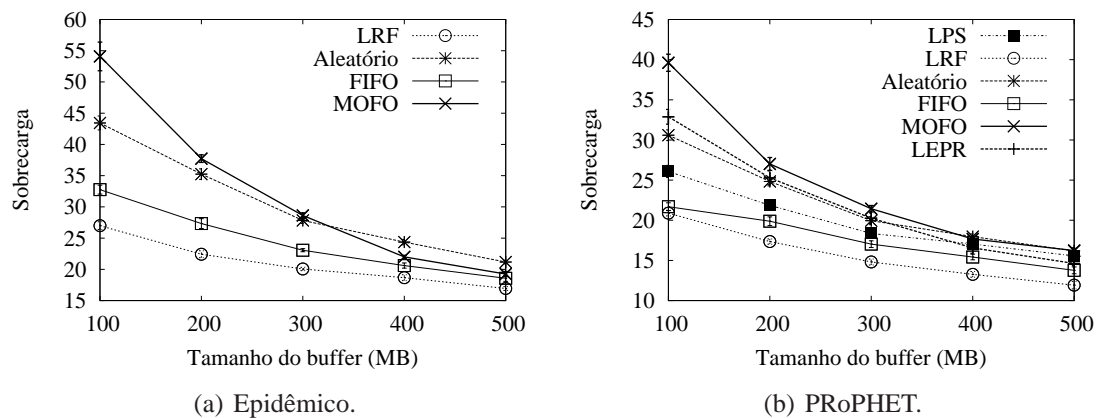 60
55
50
45
40
35
30
25
20
15
Sobrecarga
100 200 300 400 500
Tamanho do buffer (MB)
LRF
Aleatório
FIFO
MOFO
(a) Epidêmico.
45
40
35
30
25
20
15
10
Sobrecarga
100 200 300 400 500
Tamanho do buffer (MB)
LPS
LRF
Aleatório
FIFO
MOFO
LEPR
(b) PRoPHET.